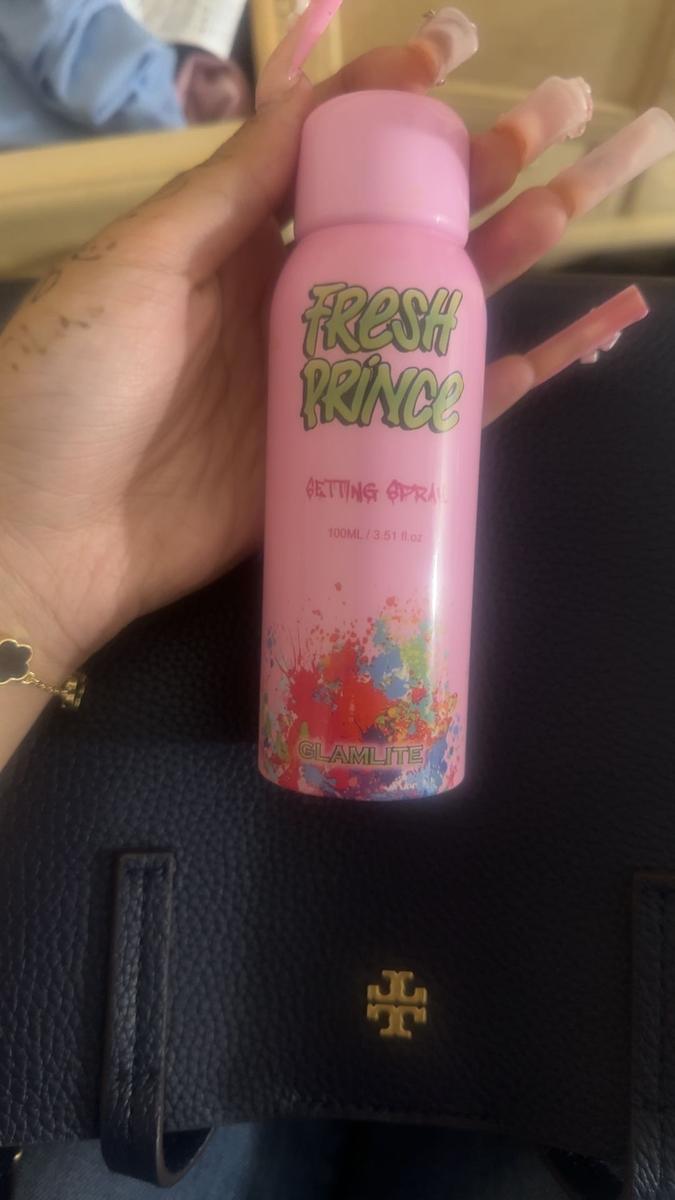 FRESH
PRINCE
SETTING SPRAY
100ML / 3.51 fl.oz
GLAMLITE